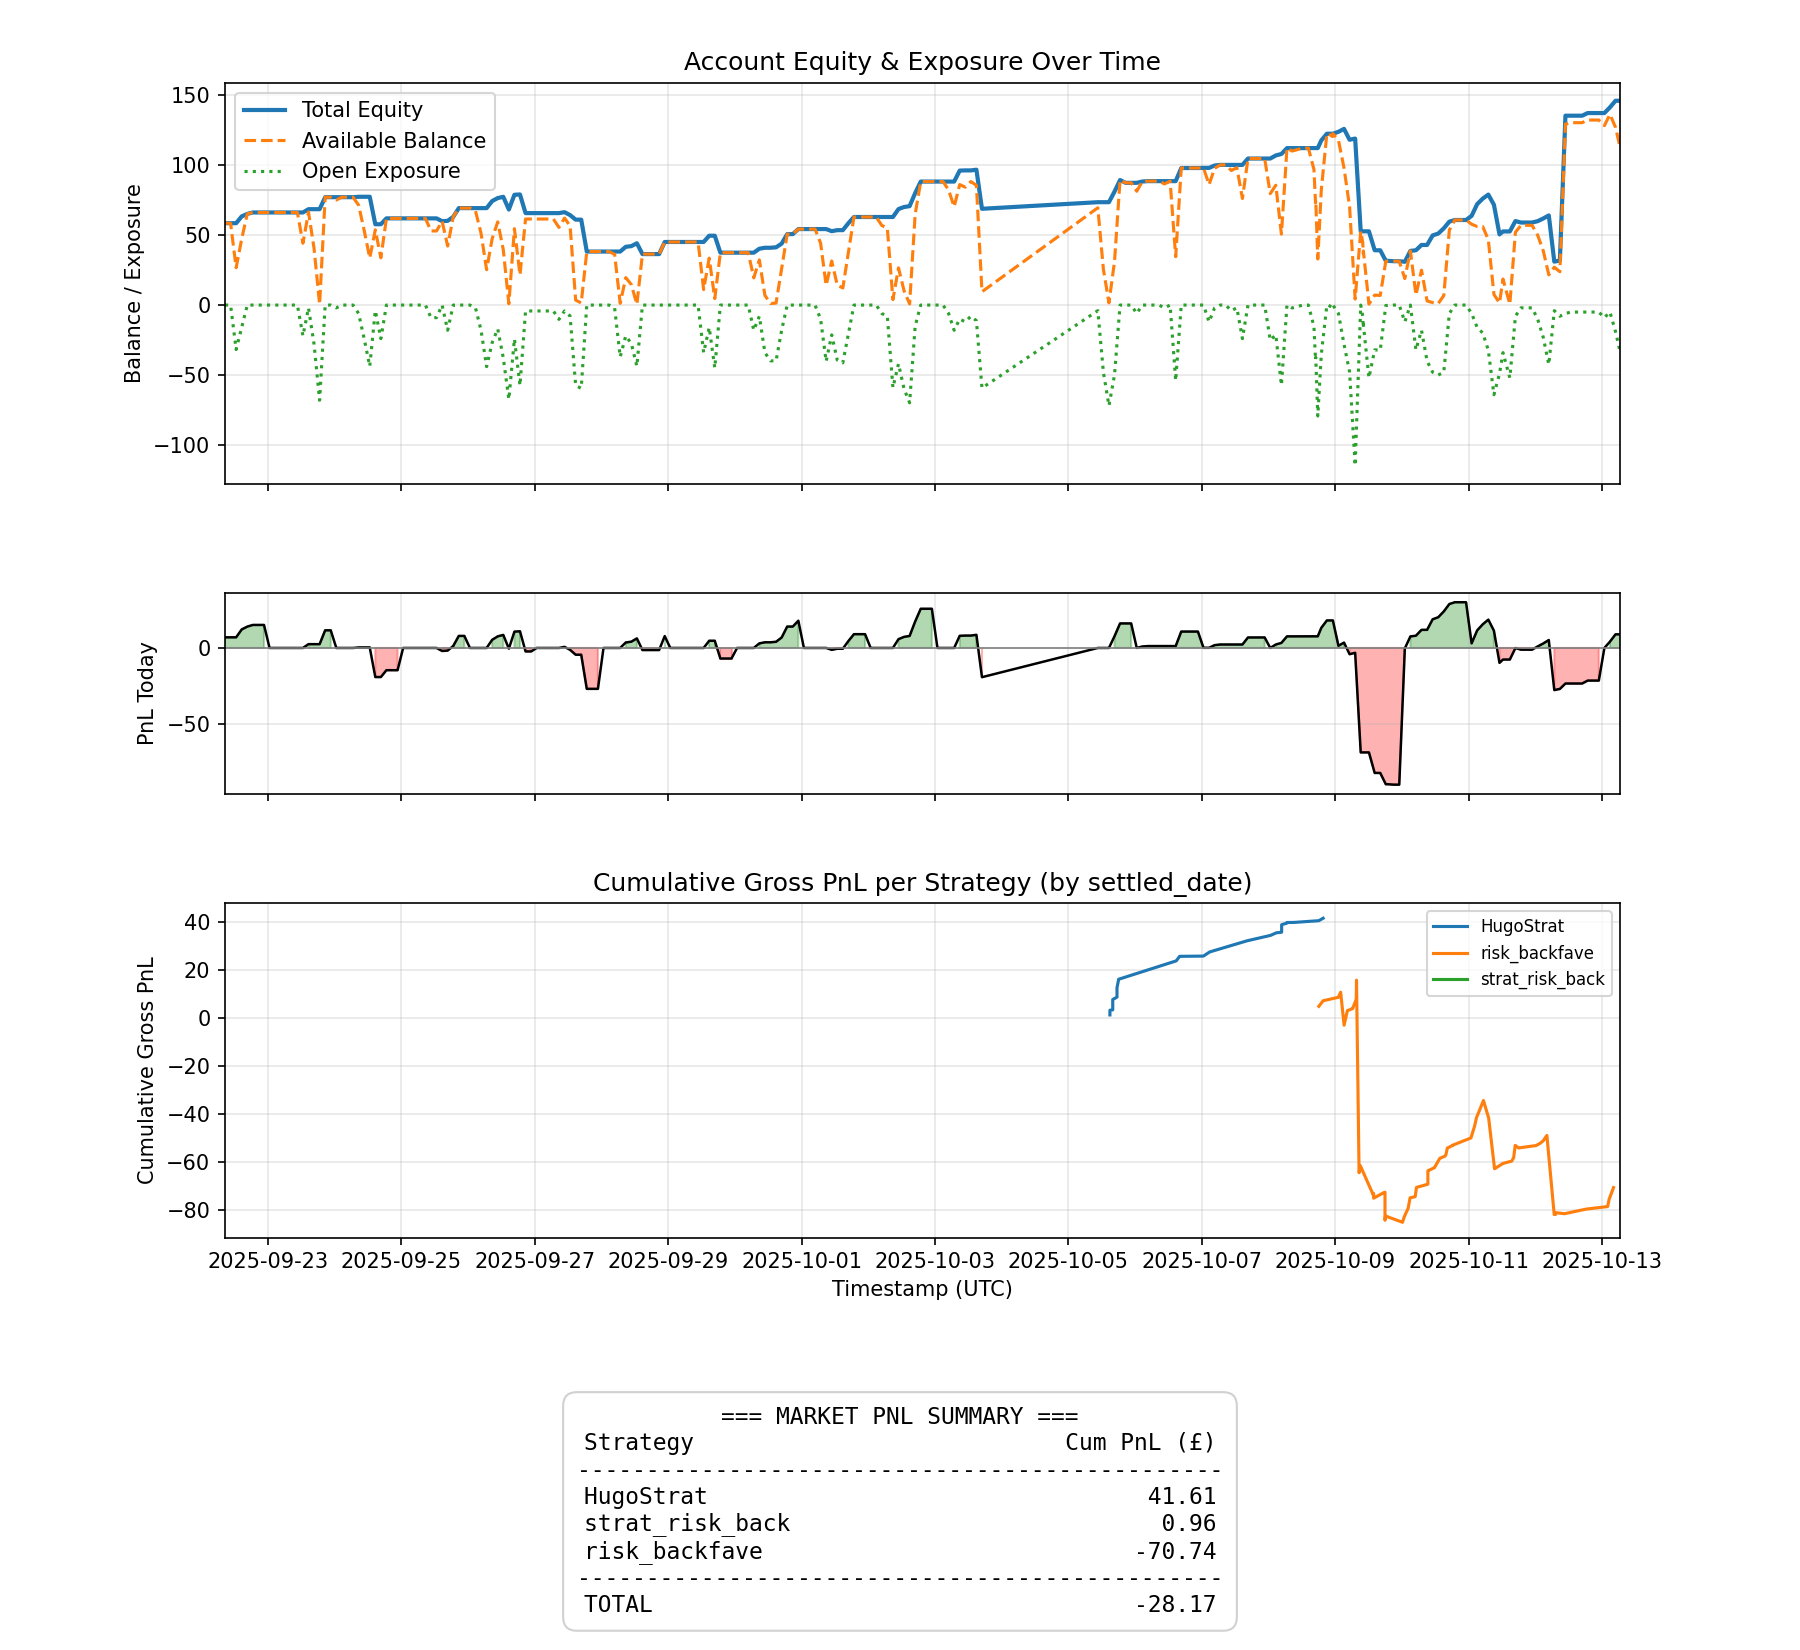 Account Equity & Exposure Over Time
150
100
50
0
−50
−100
Balance / Exposure
Total Equity
Available Balance
Open Exposure
0
−50
PnL Today
Cumulative Gross PnL per Strategy (by settled_date)
40
20
0
−20
−40
−60
−80
Cumulative Gross PnL
HugoStrat
risk_backfave
strat_risk_back
2025-09-23 2025-09-25 2025-09-27 2025-09-29 2025-10-01 2025-10-03 2025-10-05 2025-10-07 2025-10-09 2025-10-11 2025-10-13
Timestamp (UTC)
=== MARKET PNL SUMMARY ===
Strategy Cum PnL (£)
-----------------------------------------------
HugoStrat 41.61
strat_risk_back 0.96
risk_backfave -70.74
-----------------------------------------------
TOTAL -28.17